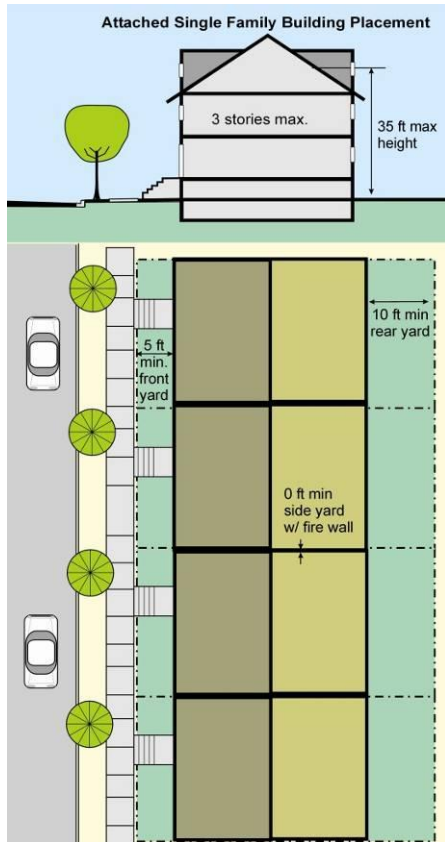 Attached Single Family Building Placement
3 stories max.
35 ft max
height
5 ft
min.
front
yard
10 ft min
rear yard
0 ft min
side yard
w/ fire wall